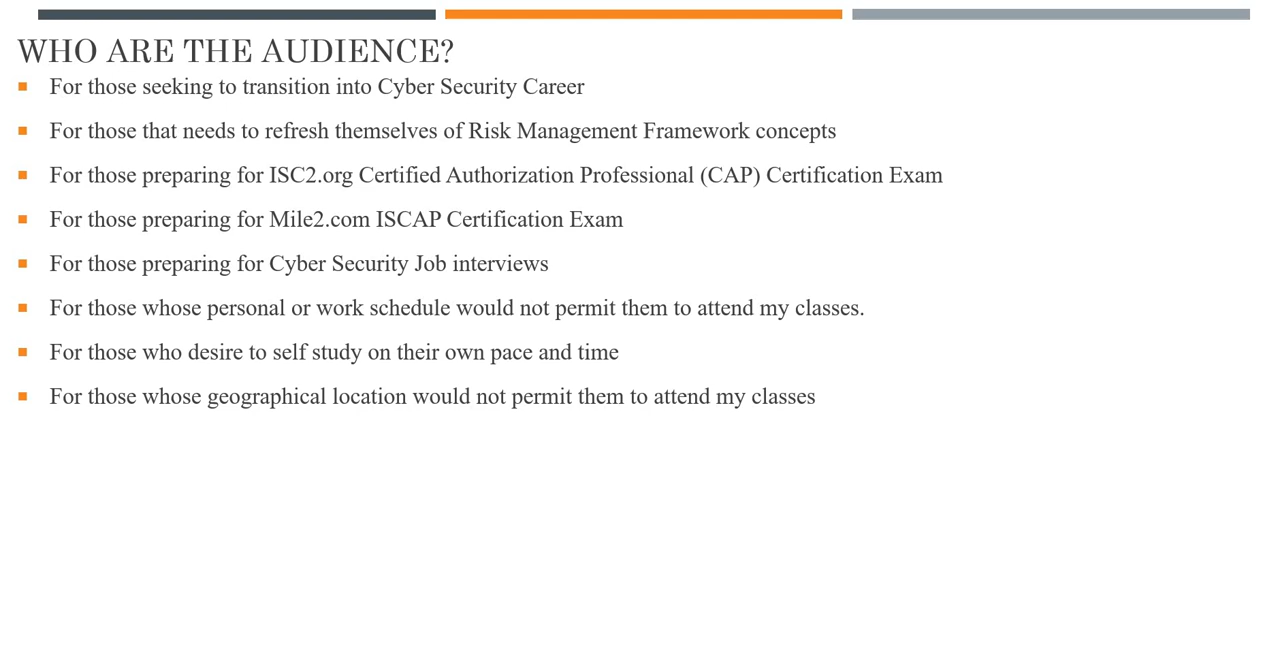 WHO ARE THE AUDIENCE?
For those seeking to transition into Cyber Security Career
For those that needs to refresh themselves of Risk Management Framework concepts
For those preparing for ISC2.org Certified Authorization Professional (CAP) Certification Exam
For those preparing for Mile2.com ISCAP Certification Exam
For those preparing for Cyber Security Job interviews
For those whose personal or work schedule would not permit them to attend my classes.
For those who desire to self study on their own pace and time
For those whose geographical location would not permit them to attend my classes